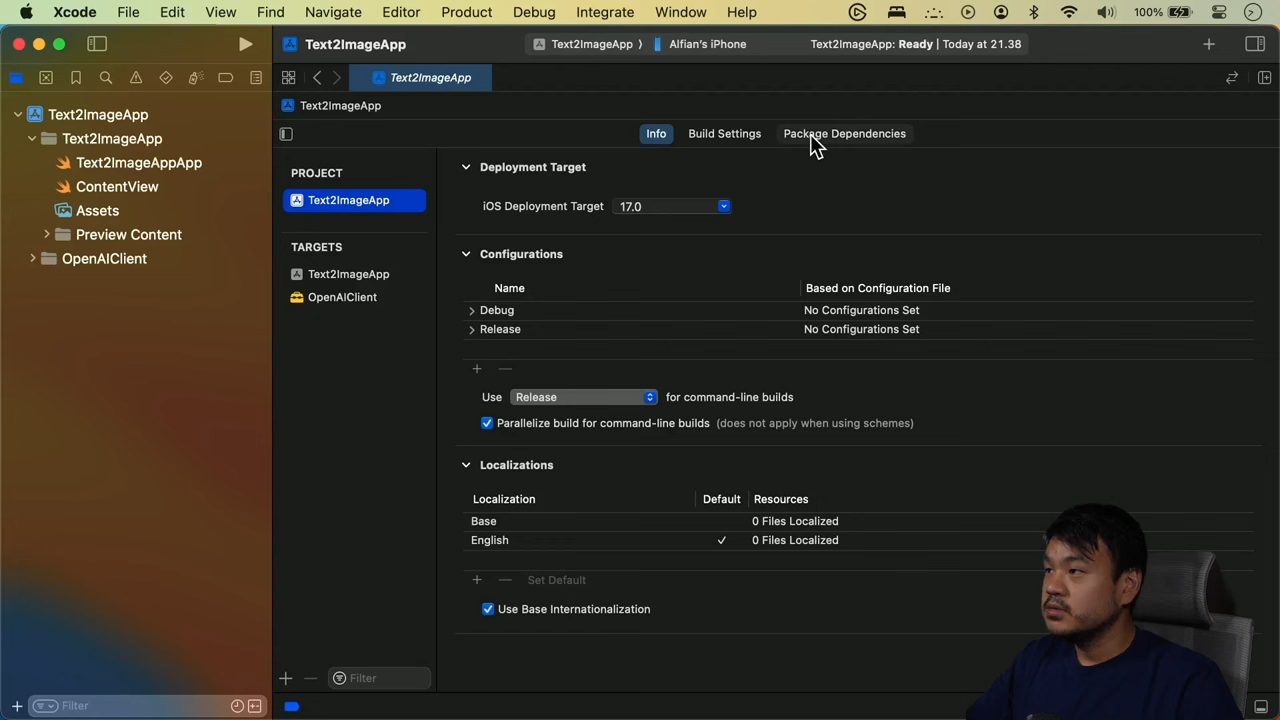 Xcode File Edit View Find Navigate Editor Product Debug Integrate Window Help 100%
Text2ImageApp Text2ImageApp Alfian's iPhone Text2ImageApp: Ready | Today at 21.38
Text2ImageApp
Text2ImageApp
Info Build Settings Package Dependencies
Text2ImageApp
Text2ImageApp
Text2ImageAppApp
ContentView
Assets
Preview Content
OpenAIClient
Filter
PROJECT
Text2ImageApp
TARGETS
Text2ImageApp
OpenAIClient
Filter
Deployment Target
iOS Deployment Target 17.0
Configurations
Name Based on Configuration File
Debug No Configurations Set
Release No Configurations Set
Use Release for command-line builds
Parallelize build for command-line builds (does not apply when using schemes)
Localizations
Localization Default Resources
Base 0 Files Localized
English 0 Files Localized
Set Default
Use Base Internationalization